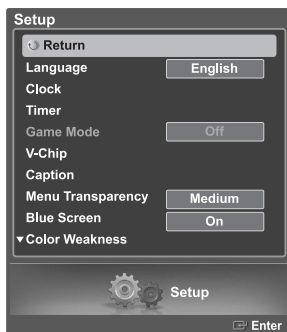 Setup
Return
Language English
Clock
Timer
Game Mode Off
V-Chip
Caption
Menu Transparency Medium
Blue Screen On
▼Color Weakness
Setup
Enter